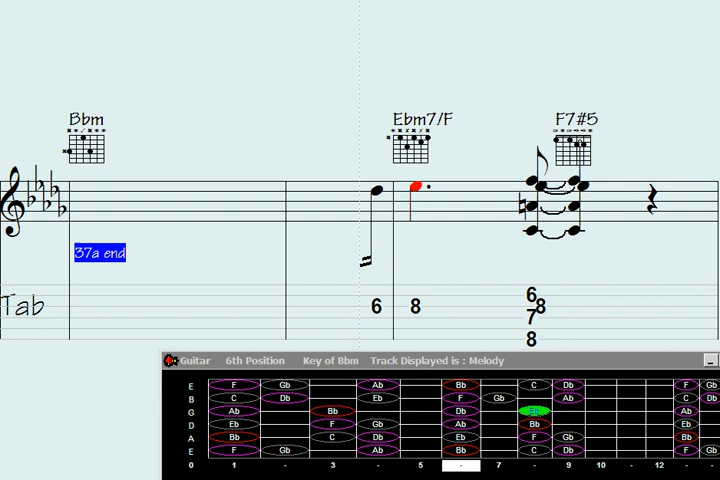 Bbm Ebm7/F F7#5
37a end
Tab 6 8 6 8
7
8
Guitar 6th Position Key of Bbm Track Displayed is : Melody
E F Gb Ab Bb C Db F Gb
B C Db Eb F Gb Ab C Db
G Ab Bb Db Eb Ab
D Eb F Gb Ab Bb Eb
A Bb C Db Eb F Gb Bb
E F Gb Ab Bb C Db F Gb
0 1 - 3 - 5 - 7 - 9 10 - 12 - -